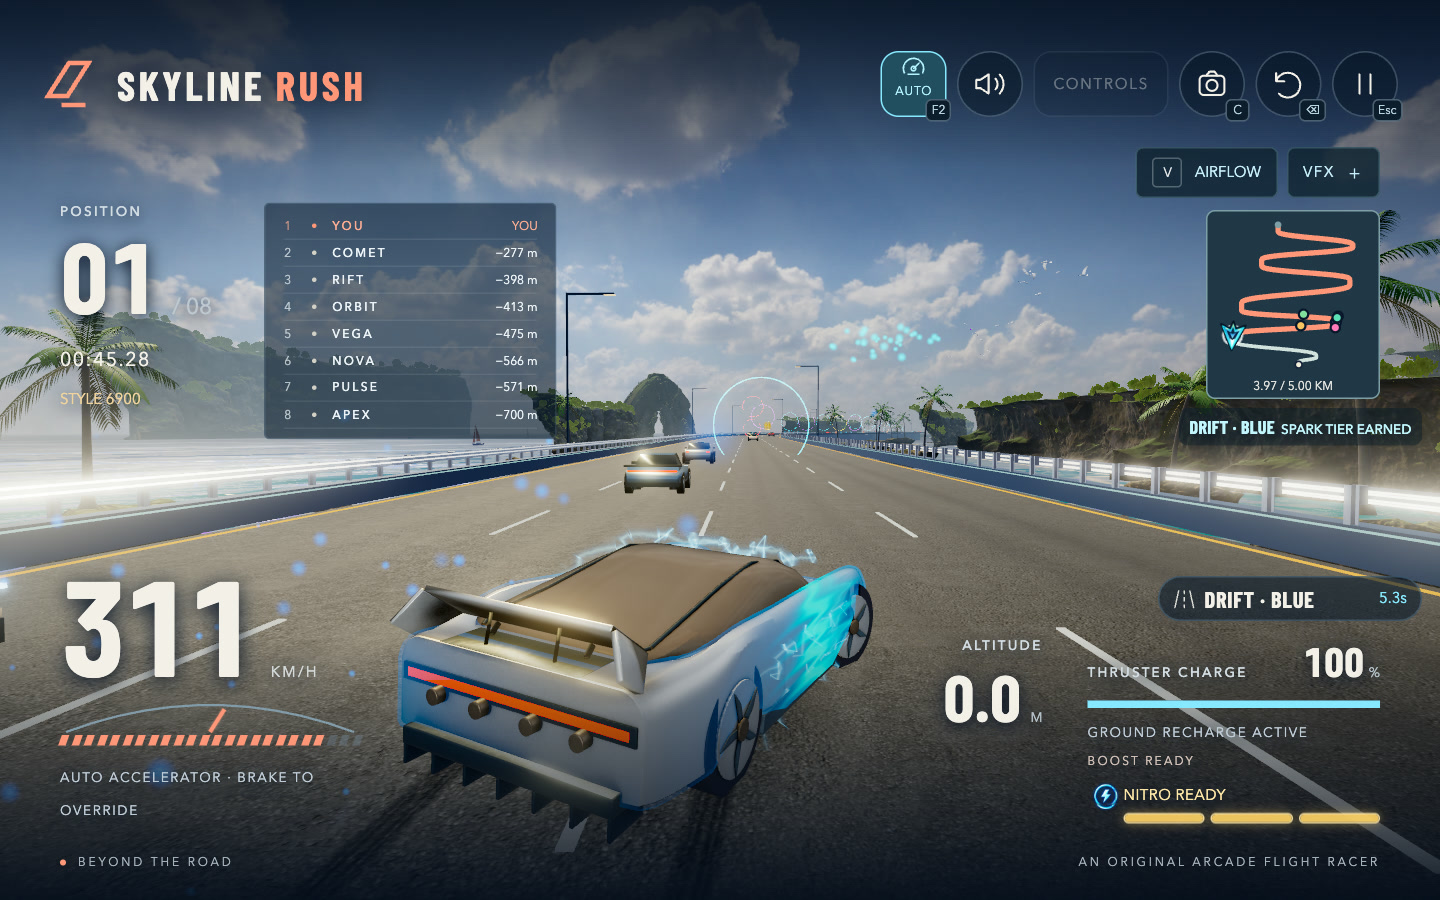 SKYLINE RUSH
AUTO
F2
CONTROLS
C
Esc
V AIRFLOW
VFX +
POSITION
01 / 08
00:45.28
STYLE 6900
1 • YOU YOU
2 • COMET −277 m
3 • RIFT −398 m
4 • ORBIT −413 m
5 • VEGA −475 m
6 • NOVA −566 m
7 • PULSE −571 m
8 • APEX −700 m
3.97 / 5.00 KM
DRIFT · BLUE SPARK TIER EARNED
311 KM/H
AUTO ACCELERATOR · BRAKE TO
OVERRIDE
• BEYOND THE ROAD
DRIFT · BLUE 5.3s
ALTITUDE
0.0 M
THRUSTER CHARGE 100 %
GROUND RECHARGE ACTIVE
BOOST READY
NITRO READY
AN ORIGINAL ARCADE FLIGHT RACER